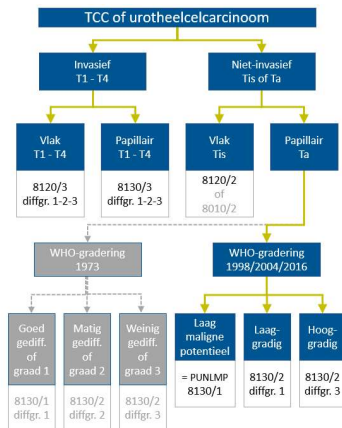 TCC of urotheelcelcarcinoom
Invasief
T1 - T4
Niet-invasief
Tis of Ta
Vlak
T1 - T4
Papillair
T1 - T4
Vlak
Tis
Papillair
Ta
8120/3
diffgr. 1-2-3
8130/3
diffgr. 1-2-3
8120/2
of
8010/2
WHO-gradering
1973
WHO-gradering
1998/2004/2016
Goed
gediff.
of
graad 1
Matig
gediff.
of
graad 2
Weinig
gediff.
of
graad 3
Laag
maligne
potentieel
Laag-
gradig
Hoog-
gradig
8130/1
diffgr. 1
8130/2
diffgr. 2
8130/2
diffgr. 3
= PUNLMP
8130/1
8130/2
diffgr. 1
8130/2
diffgr. 3